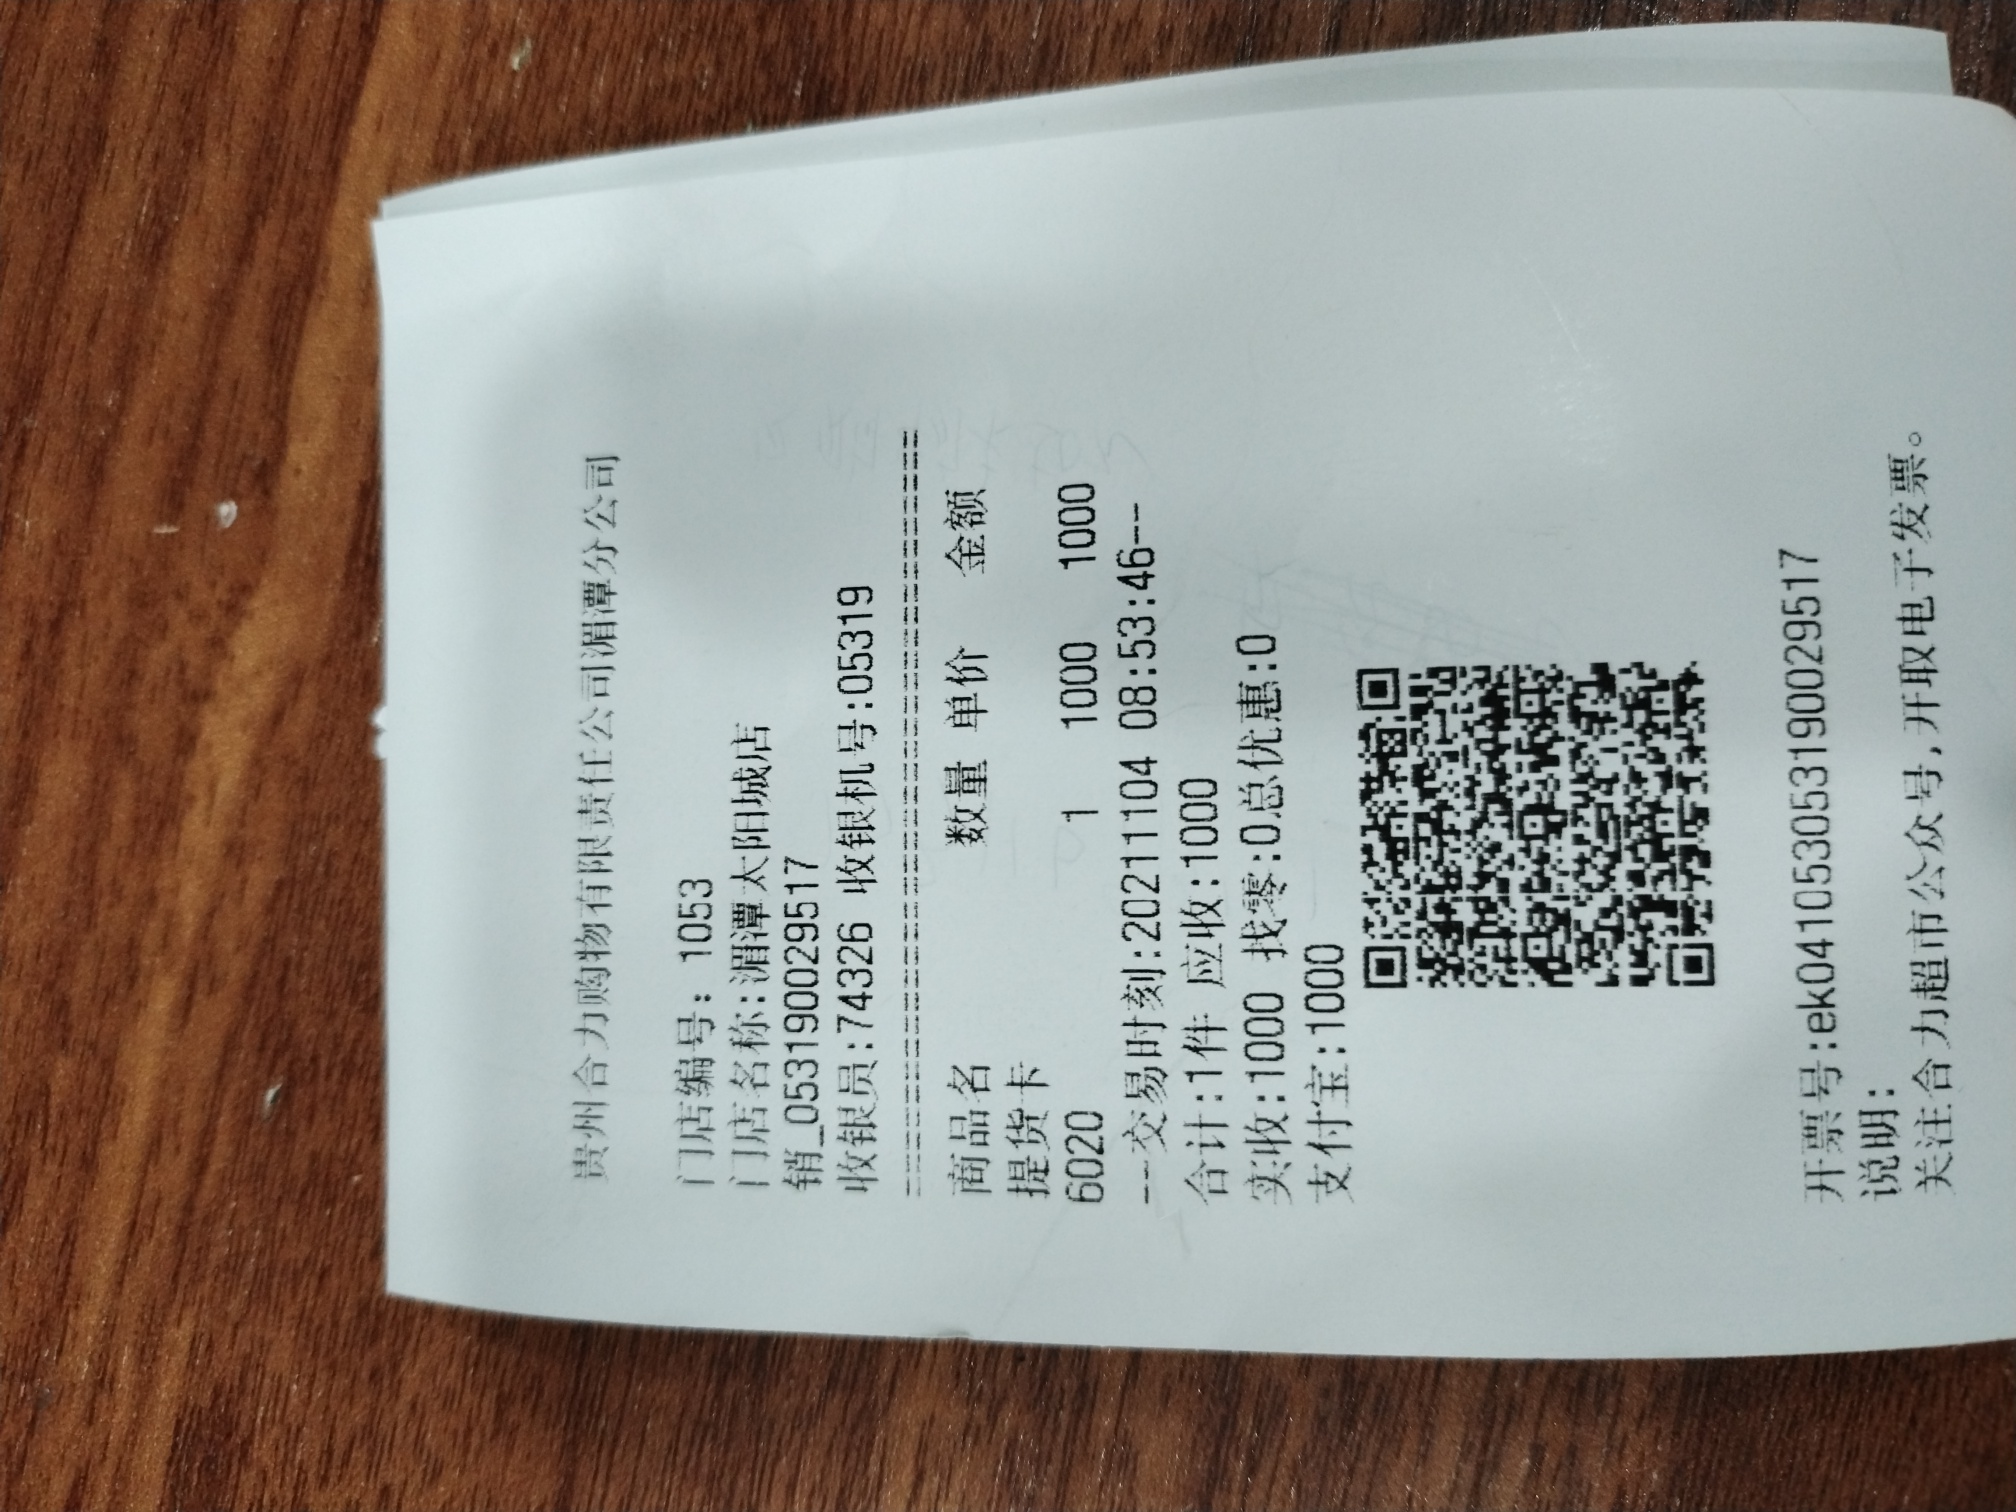 贵州合力购物有限责任公司湄潭分公司
门店编号: 1053
门店名称:湄潭太阳城店
销_053190029517
收银员:74326 收银机号:05319
================================
商品名 数量 单价 金额
提货卡
6020 1 1000 1000
--交易时刻:20211104 08:53:46--
合计:1件 应收:1000
实收:1000 找零:0总优惠:0
支付宝:1000
开票号:ek041053053190029517
说明:
关注合力超市公众号,开取电子发票。